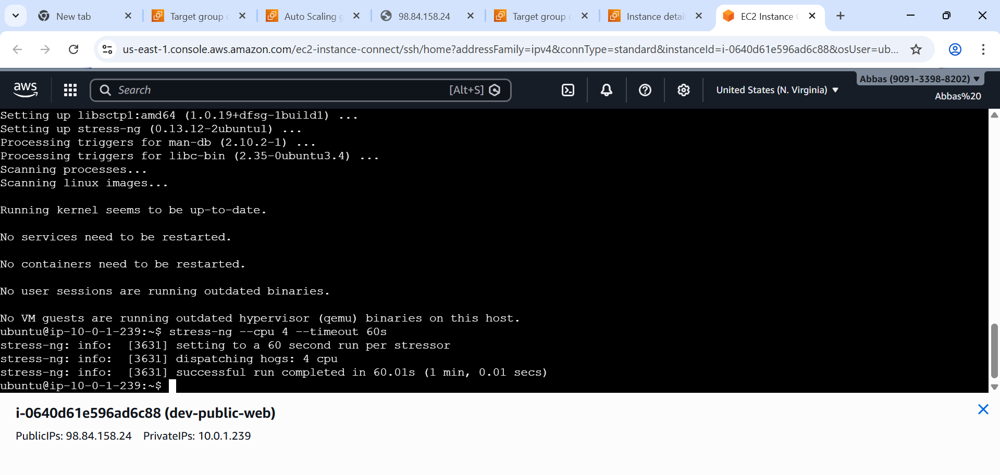 New tab
Target group
Auto Scaling g
98.84.158.24
Target group
Instance detai
EC2 Instance
us-east-1.console.aws.amazon.com/ec2-instance-connect/ssh/home?addressFamily=ipv4&connType=standard&instanceId=i-0640d61e596ad6c88&osUser=ub...
aws
Search
[Alt+S]
United States (N. Virginia)
Abbas (9091-3398-8202)
Abbas%20
Setting up libsctp1:amd64 (1.0.19+dfsg-1build1) ...
Setting up stress-ng (0.13.12-2ubuntu1) ...
Processing triggers for man-db (2.10.2-1) ...
Processing triggers for libc-bin (2.35-0ubuntu3.4) ...
Scanning processes...
Scanning linux images...
Running kernel seems to be up-to-date.
No services need to be restarted.
No containers need to be restarted.
No user sessions are running outdated binaries.
No VM guests are running outdated hypervisor (qemu) binaries on this host.
ubuntu@ip-10-0-1-239:~$ stress-ng --cpu 4 --timeout 60s
stress-ng: info:  [3631] setting to a 60 second run per stressor
stress-ng: info:  [3631] dispatching hogs: 4 cpu
stress-ng: info:  [3631] successful run completed in 60.01s (1 min, 0.01 secs)
ubuntu@ip-10-0-1-239:~$
i-0640d61e596ad6c88 (dev-public-web)
PublicIPs: 98.84.158.24 PrivateIPs: 10.0.1.239